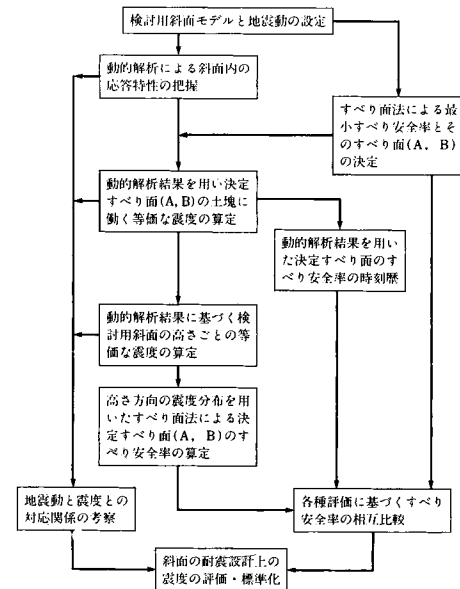 検討用斜面モデルと地震動の設定
動的解析による斜面内の
応答特性の把握
すべり面法による最
小すべり安全率とそ
のすべり面(A, B)
の決定
動的解析結果を用い決定
すべり面(A, B)の土塊に
働く等価な震度の算定
動的解析結果を用い
た決定すべり面のす
べり安全率の時刻歴
動的解析結果に基づく検
討用斜面の高さごとの等
価な震度の算定
高さ方向の震度分布を用
いたすべり面法による決
定すべり面(A, B)のす
べり安全率の算定
地震動と震度との
対応関係の考察
各種評価に基づくすべり
安全率の相互比較
斜面の耐震設計上の
震度の評価・標準化